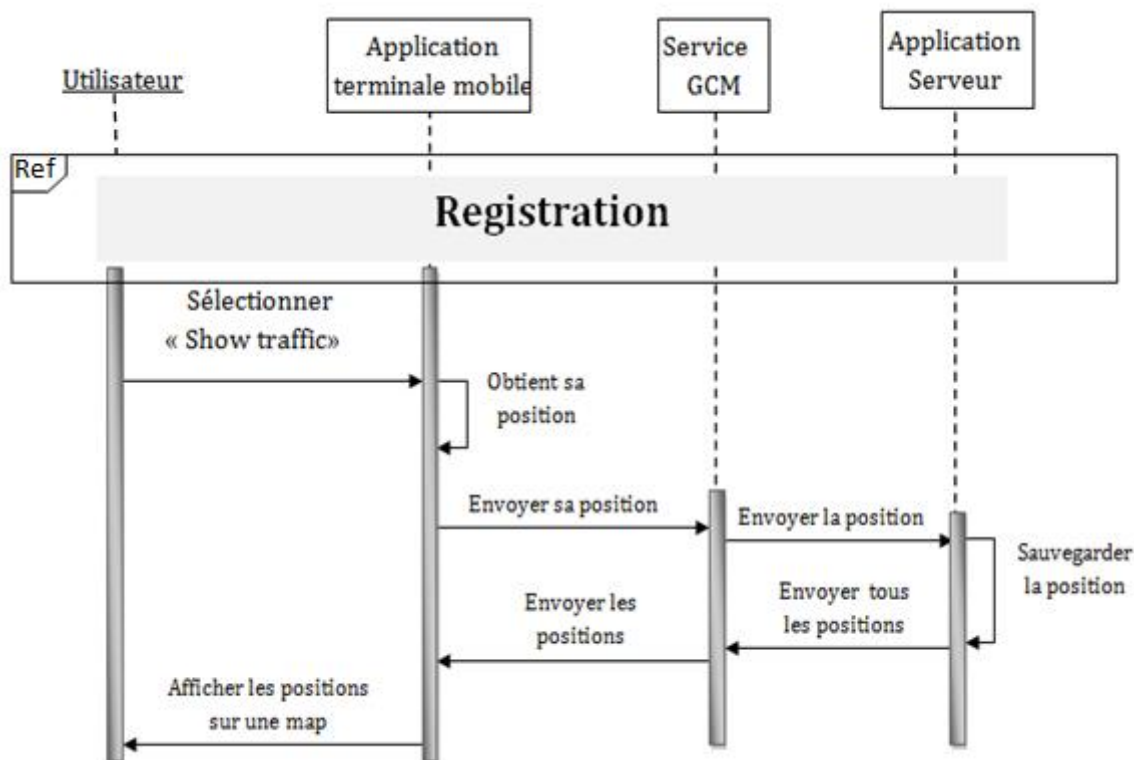 Utilisateur
Application
terminale mobile
Service
GCM
Application
Serveur
Ref
Registration
Sélectionner
« Show traffic»
Obtient sa
position
Envoyer sa position
Envoyer la position
Sauvegarder
la position
Envoyer tous
les positions
Envoyer les
positions
Afficher les positions
sur une map